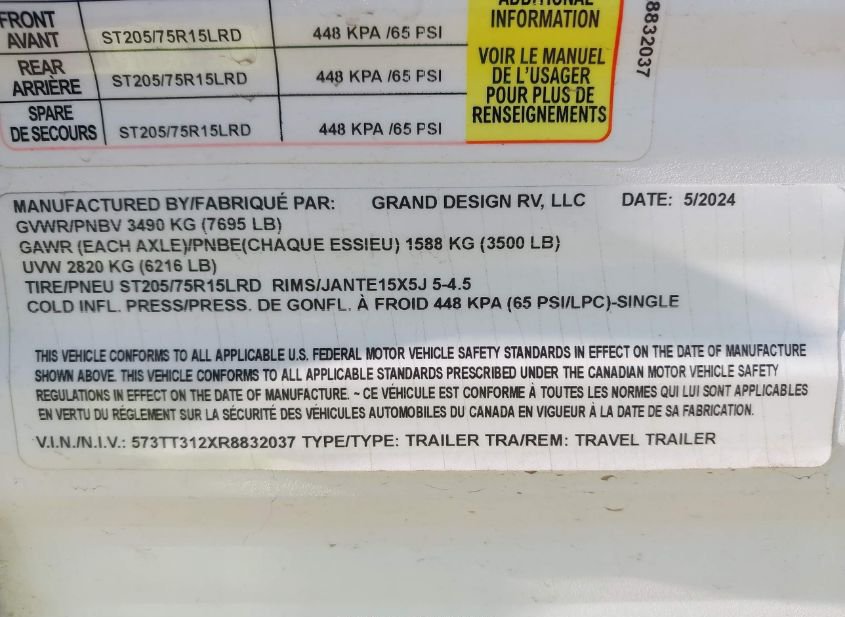 INFORMATION
FRONT
AVANT ST205/75R15LRD 448 KPA /65 PSI
REAR
ARRIÈRE ST205/75R15LRD 448 KPA /65 PSI
SPARE
DE SECOURS ST205/75R15LRD 448 KPA /65 PSI
VOIR LE MANUEL
DE L'USAGER
POUR PLUS DE
RENSEIGNEMENTS
8832037
MANUFACTURED BY/FABRIQUÉ PAR: GRAND DESIGN RV, LLC DATE: 5/2024
GVWR/PNBV 3490 KG (7695 LB)
GAWR (EACH AXLE)/PNBE(CHAQUE ESSIEU) 1588 KG (3500 LB)
UVW 2820 KG (6216 LB)
TIRE/PNEU ST205/75R15LRD RIMS/JANTE15X5J 5-4.5
COLD INFL. PRESS/PRESS. DE GONFL. À FROID 448 KPA (65 PSI/LPC)-SINGLE
THIS VEHICLE CONFORMS TO ALL APPLICABLE U.S. FEDERAL MOTOR VEHICLE SAFETY STANDARDS IN EFFECT ON THE DATE OF MANUFACTURE
SHOWN ABOVE. THIS VEHICLE CONFORMS TO ALL APPLICABLE STANDARDS PRESCRIBED UNDER THE CANADIAN MOTOR VEHICLE SAFETY
REGULATIONS IN EFFECT ON THE DATE OF MANUFACTURE. ~ CE VÉHICULE EST CONFORME À TOUTES LES NORMES QUI LUI SONT APPLICABLES
EN VERTU DU RÉGLEMENT SUR LA SÉCURITÉ DES VÉHICULES AUTOMOBILES DU CANADA EN VIGUEUR À LA DATE DE SA FABRICATION.
V.I.N./N.I.V.: 573TT312XR8832037 TYPE/TYPE: TRAILER TRA/REM: TRAVEL TRAILER